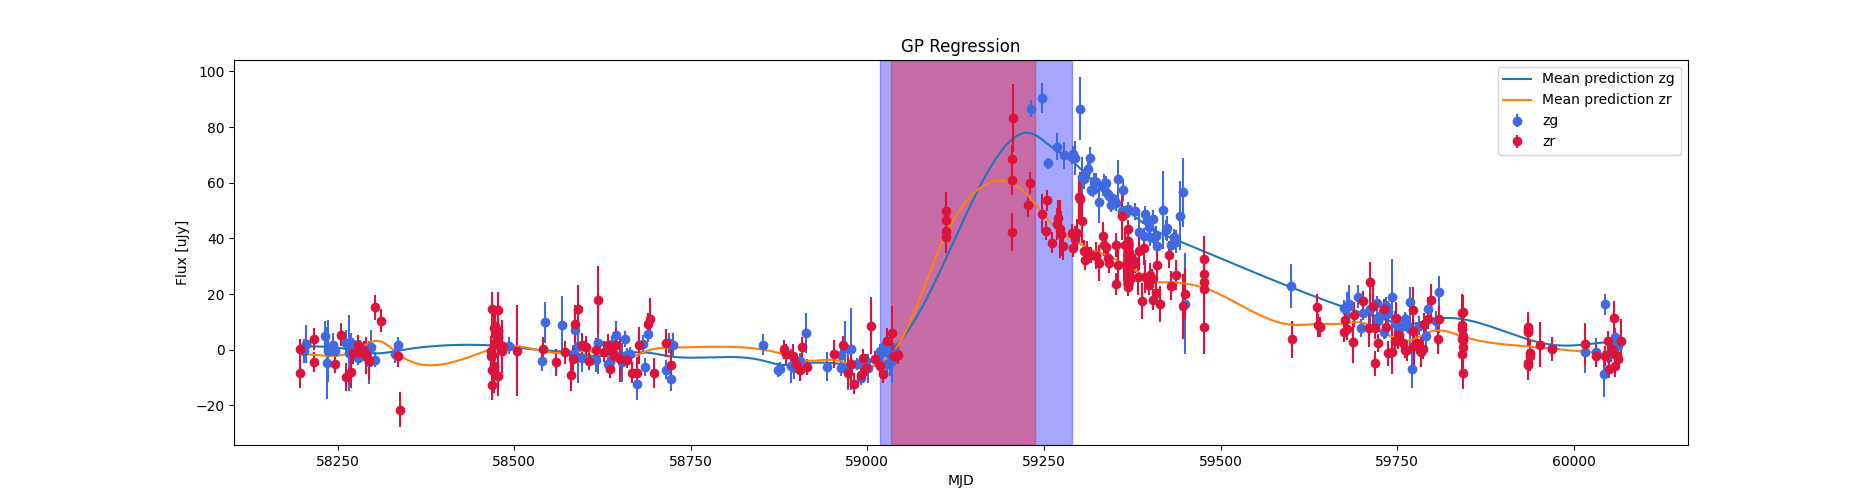 GP Regression
Mean prediction zg
Mean prediction zr
zg
zr
Flux [uJy]
100
80
60
40
20
0
−20
58250 58500 58750 59000 59250 59500 59750 60000
MJD